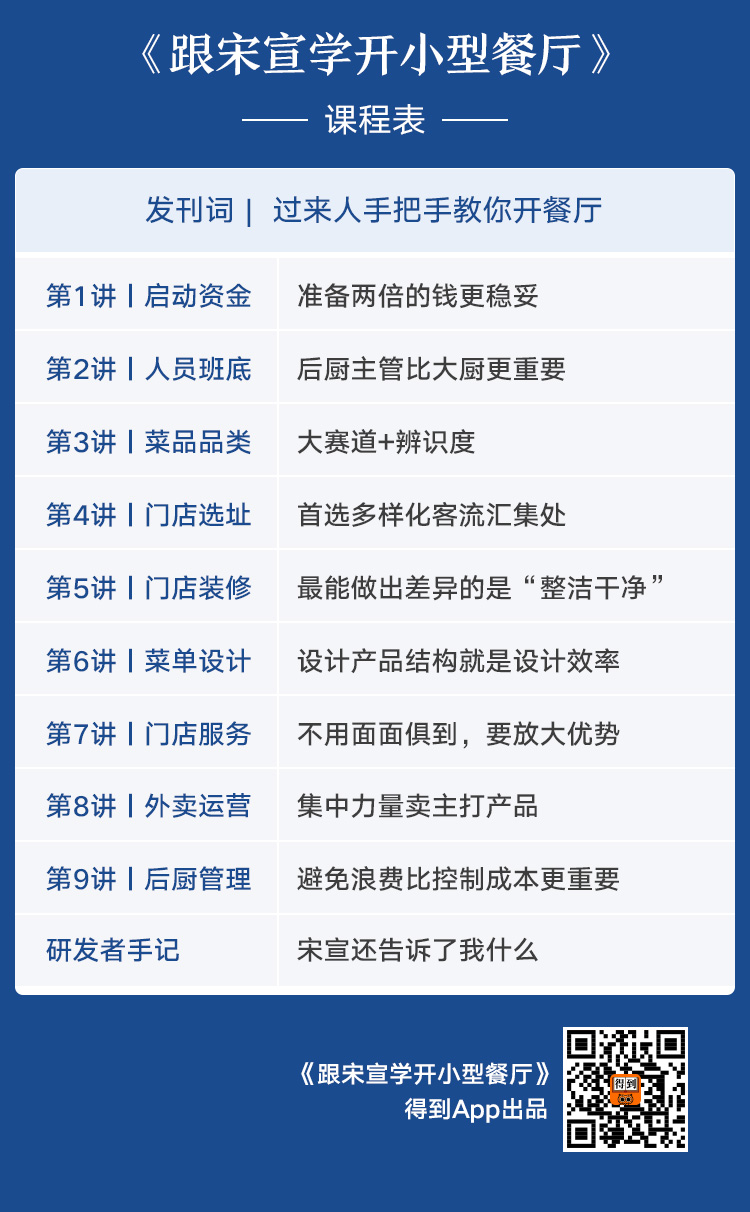 《跟宋宣学开小型餐厅》
课程表
发刊词| 过来人手把手教你开餐厅
第1讲|启动资金 准备两倍的钱更稳妥
第2讲|人员班底 后厨主管比大厨更重要
第3讲|菜品品类 大赛道+辨识度
第4讲|门店选址 首选多样化客流汇集处
第5讲|门店装修 最能做出差异的是“整洁干净”
第6讲|菜单设计 设计产品结构就是设计效率
第7讲|门店服务 不用面面俱到，要放大优势
第8讲|外卖运营 集中力量卖主打产品
第9讲|后厨管理 避免浪费比控制成本更重要
研发者手记 宋宣还告诉了我什么
《跟宋宣学开小型餐厅》
得到App出品
得到